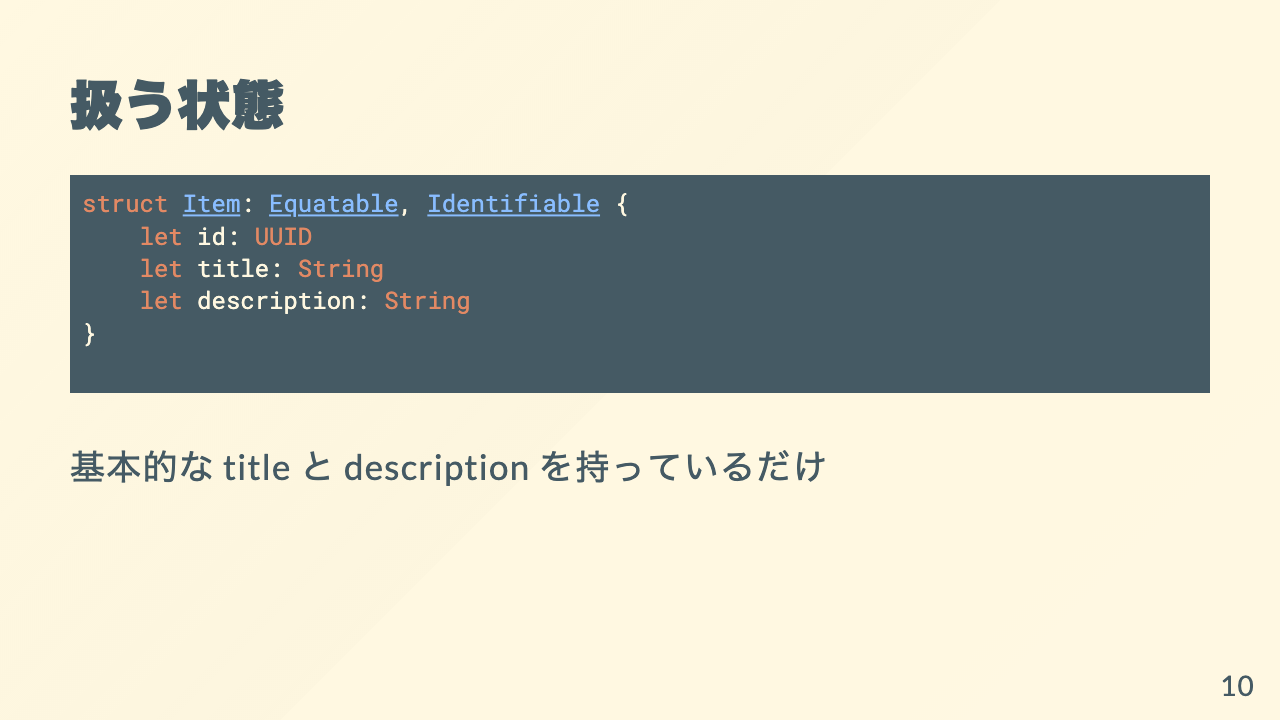 扱う状態
struct Item: Equatable, Identifiable {
    let id: UUID
    let title: String
    let description: String
}
基本的な title と description を持っているだけ
10